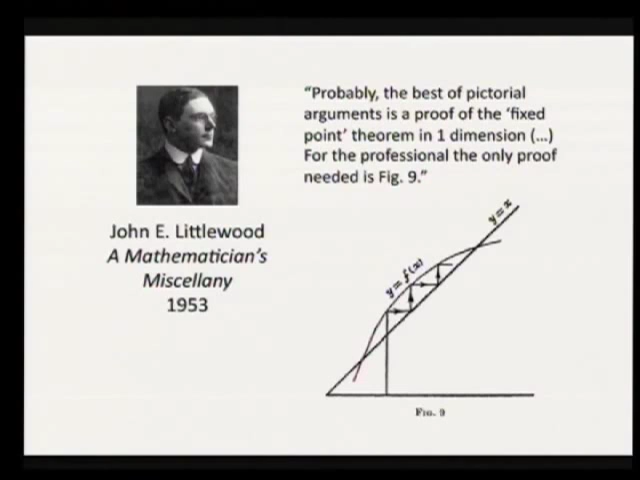 “Probably, the best of pictorial
arguments is a proof of the ‘fixed
point’ theorem in 1 dimension (...)
For the professional the only proof
needed is Fig. 9.”
John E. Littlewood
A Mathematician’s
Miscellany
1953
y = x
y = f(x)
Fig. 9